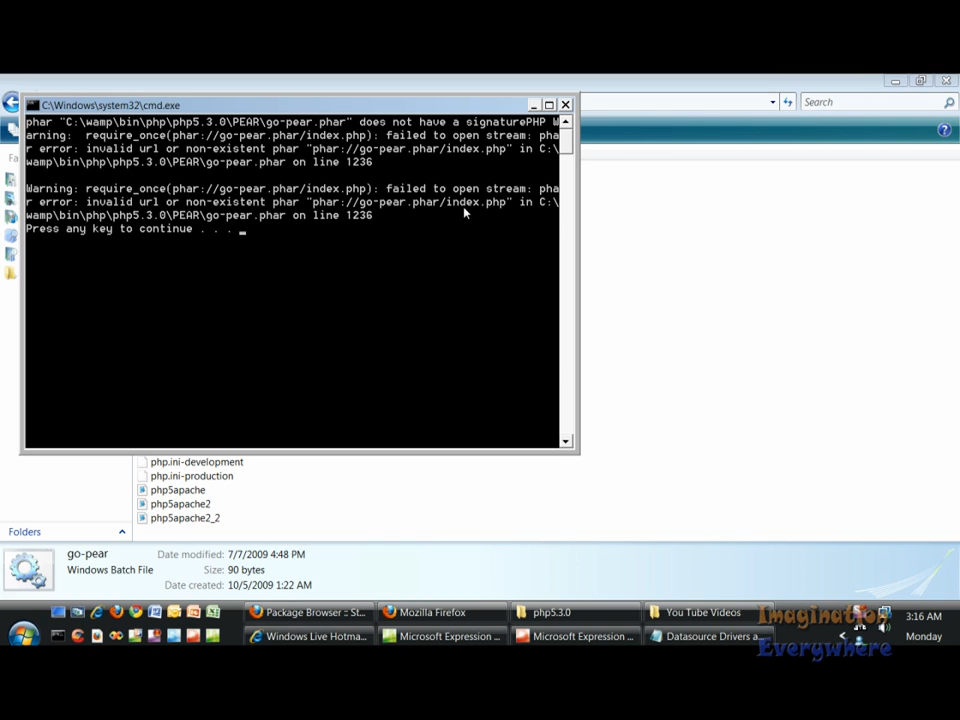 C:\Windows\system32\cmd.exe
Search
phar "C:\wamp\bin\php\php5.3.0\PEAR\go-pear.phar" does not have a signaturePHP W
arning:  require_once(phar://go-pear.phar/index.php): failed to open stream: pha
r error: invalid url or non-existent phar "phar://go-pear.phar/index.php" in C:\
wamp\bin\php\php5.3.0\PEAR\go-pear.phar on line 1236
Warning: require_once(phar://go-pear.phar/index.php): failed to open stream: pha
r error: invalid url or non-existent phar "phar://go-pear.phar/index.php" in C:\
wamp\bin\php\php5.3.0\PEAR\go-pear.phar on line 1236
Press any key to continue . . . _
Fa
php.ini-development
php.ini-production
php5apache
php5apache2
php5apache2_2
Folders
go-pear Date modified: 7/7/2009 4:48 PM
Windows Batch File Size: 90 bytes
Date created: 10/5/2009 1:22 AM
Package Browser :: St... Mozilla Firefox php5.3.0 You Tube Videos 3:16 AM
Windows Live Hotma... Microsoft Expression ... Microsoft Expression ... Datasource Drivers a... Monday
Imagination
Everywhere